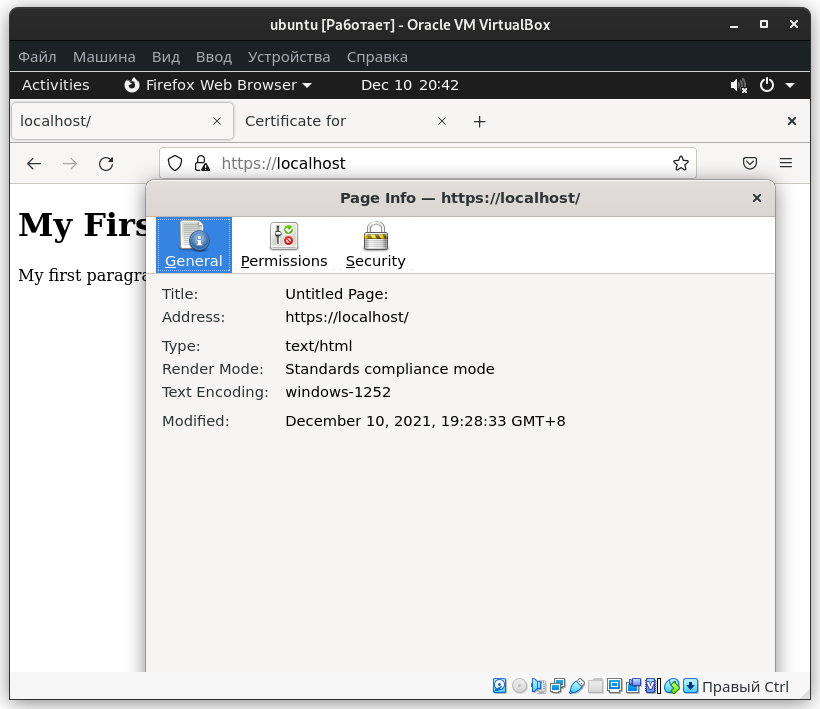 ubuntu [Работает] - Oracle VM VirtualBox
Файл Машина Вид Ввод Устройства Справка
Activities Firefox Web Browser Dec 10 20:42
localhost/ Certificate for
https://localhost
Page Info — https://localhost/
My Firs
My first paragra
General Permissions Security
Title: Untitled Page:
Address: https://localhost/
Type: text/html
Render Mode: Standards compliance mode
Text Encoding: windows-1252
Modified: December 10, 2021, 19:28:33 GMT+8
Правый Ctrl